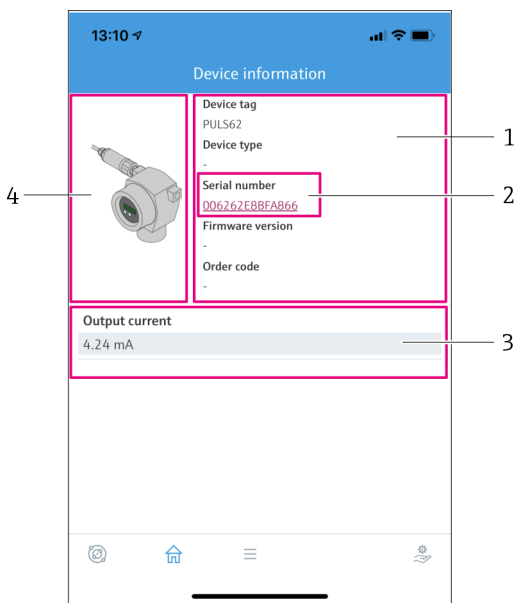 13:10
Device information
Device tag
PULS62
Device type
-
Serial number
006262E8BFA866
Firmware version
-
Order code
-
Output current
4.24 mA
1
2
3
4